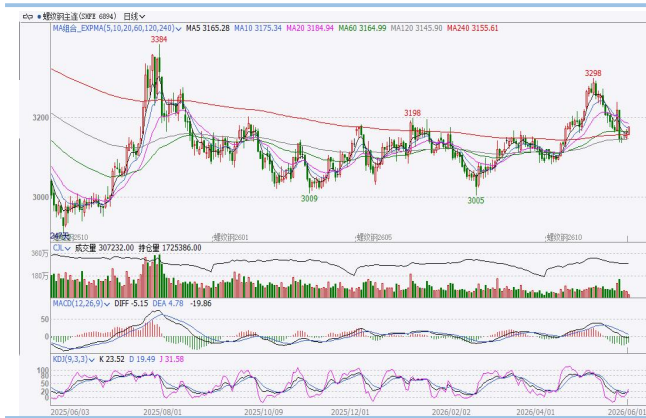 螺纹钢主连(SHFE 6894) 日线
MA组合_EXPMA(5,10,20,60,120,240) MA5 3165.28 MA10 3175.34 MA20 3184.94 MA60 3164.99 MA120 3145.90 MA240 3155.61
3384
3298
3200
3198
3009
3005
3000
螺纹钢2601
螺纹钢2605
螺纹钢2610
CJL 成交量 307232.00 持仓量 1725386.00
360万
100万
MACD(12,26,9) DIFF -5.15 DEA 4.78 -19.86
50
0
KDJ(9,3,3) K 23.52 D 19.49 J 31.58
100
80
50
20
0
2025/06/03 2025/08/01 2025/10/09 2025/12/01 2026/02/02 2026/04/01 2026/06/01